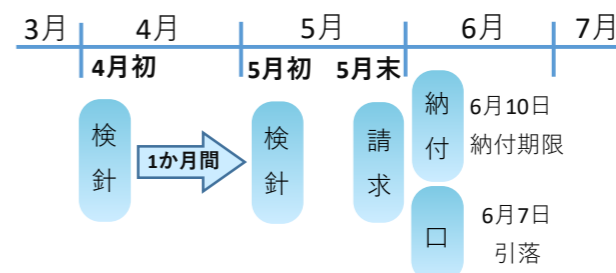 3月 4月 5月 6月 7月
4月初 5月初 5月末
検針
1か月間
検針
請求
納付
6月10日
納付期限
口
6月7日
引落